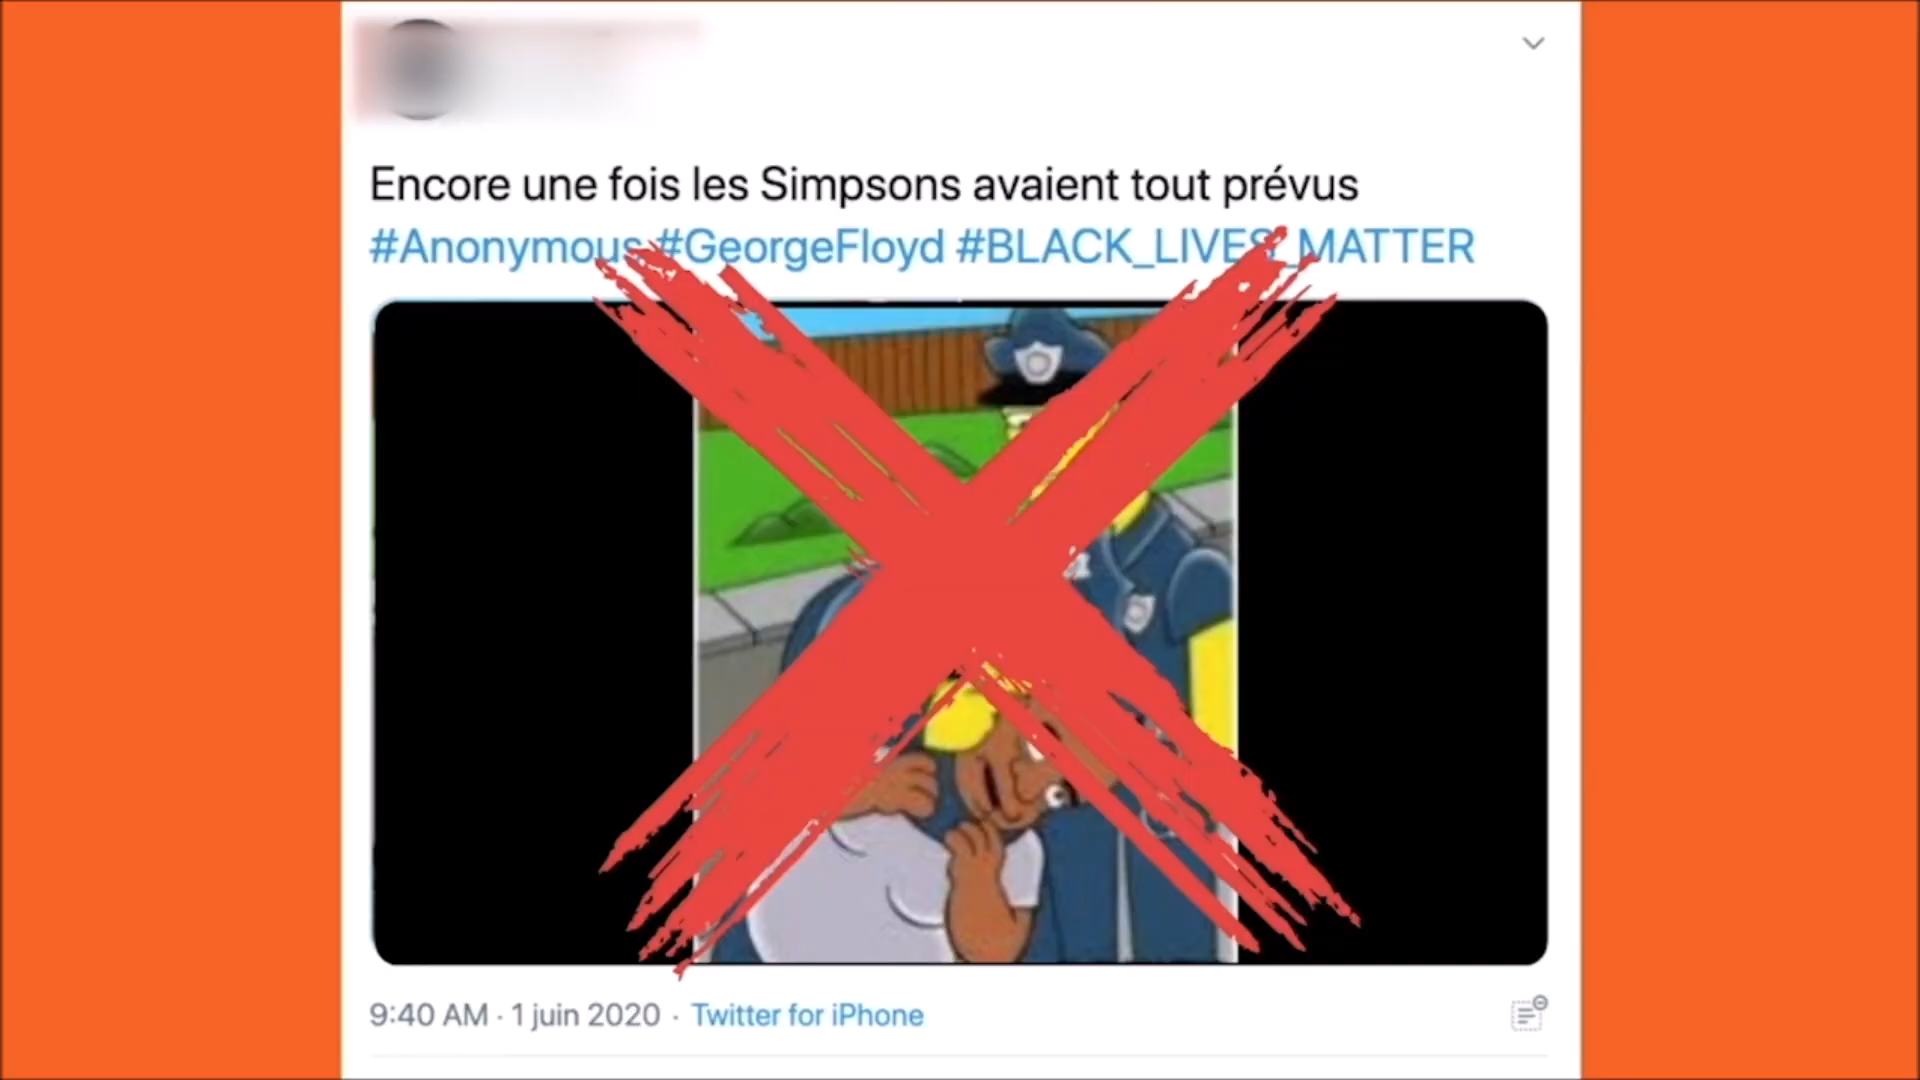 Encore une fois les Simpsons avaient tout prévus
#Anonymous #GeorgeFloyd #BLACK_LIVES_MATTER
9:40 AM · 1 juin 2020 · Twitter for iPhone